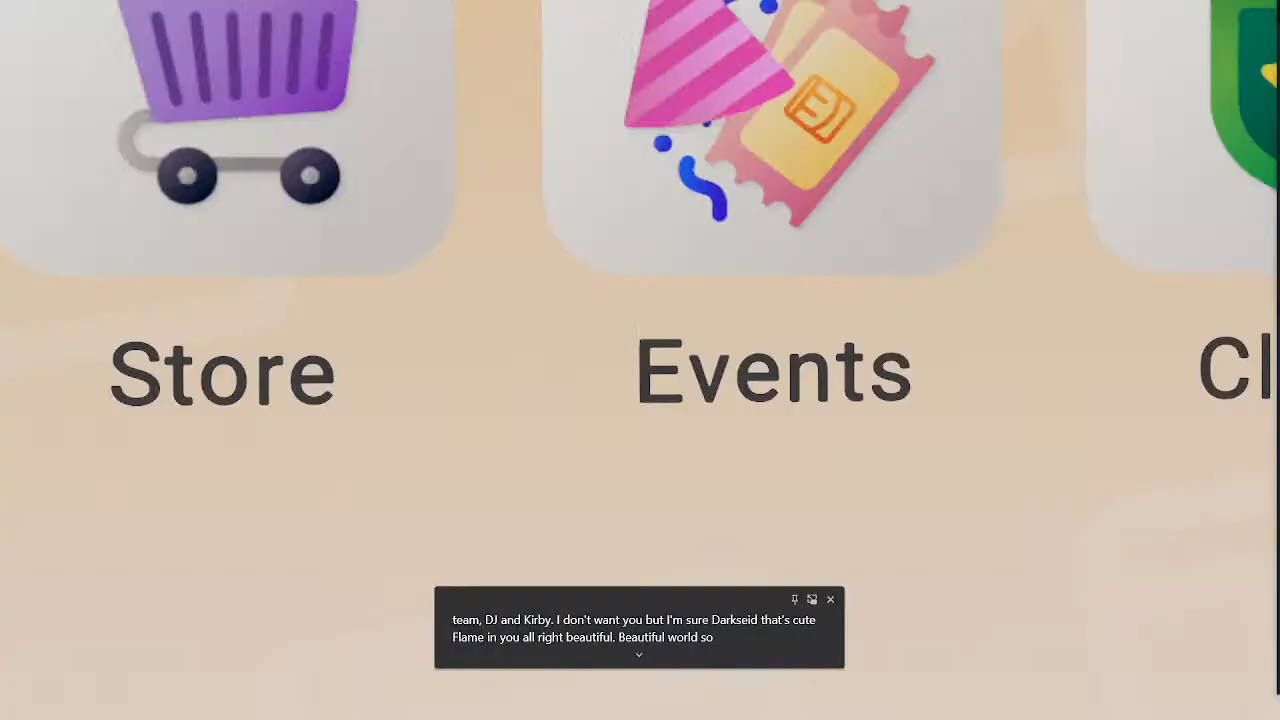 Store
Events
Cl
team, DJ and Kirby. I don't want you but I'm sure Darkseid that's cute
Flame in you all right beautiful. Beautiful world so